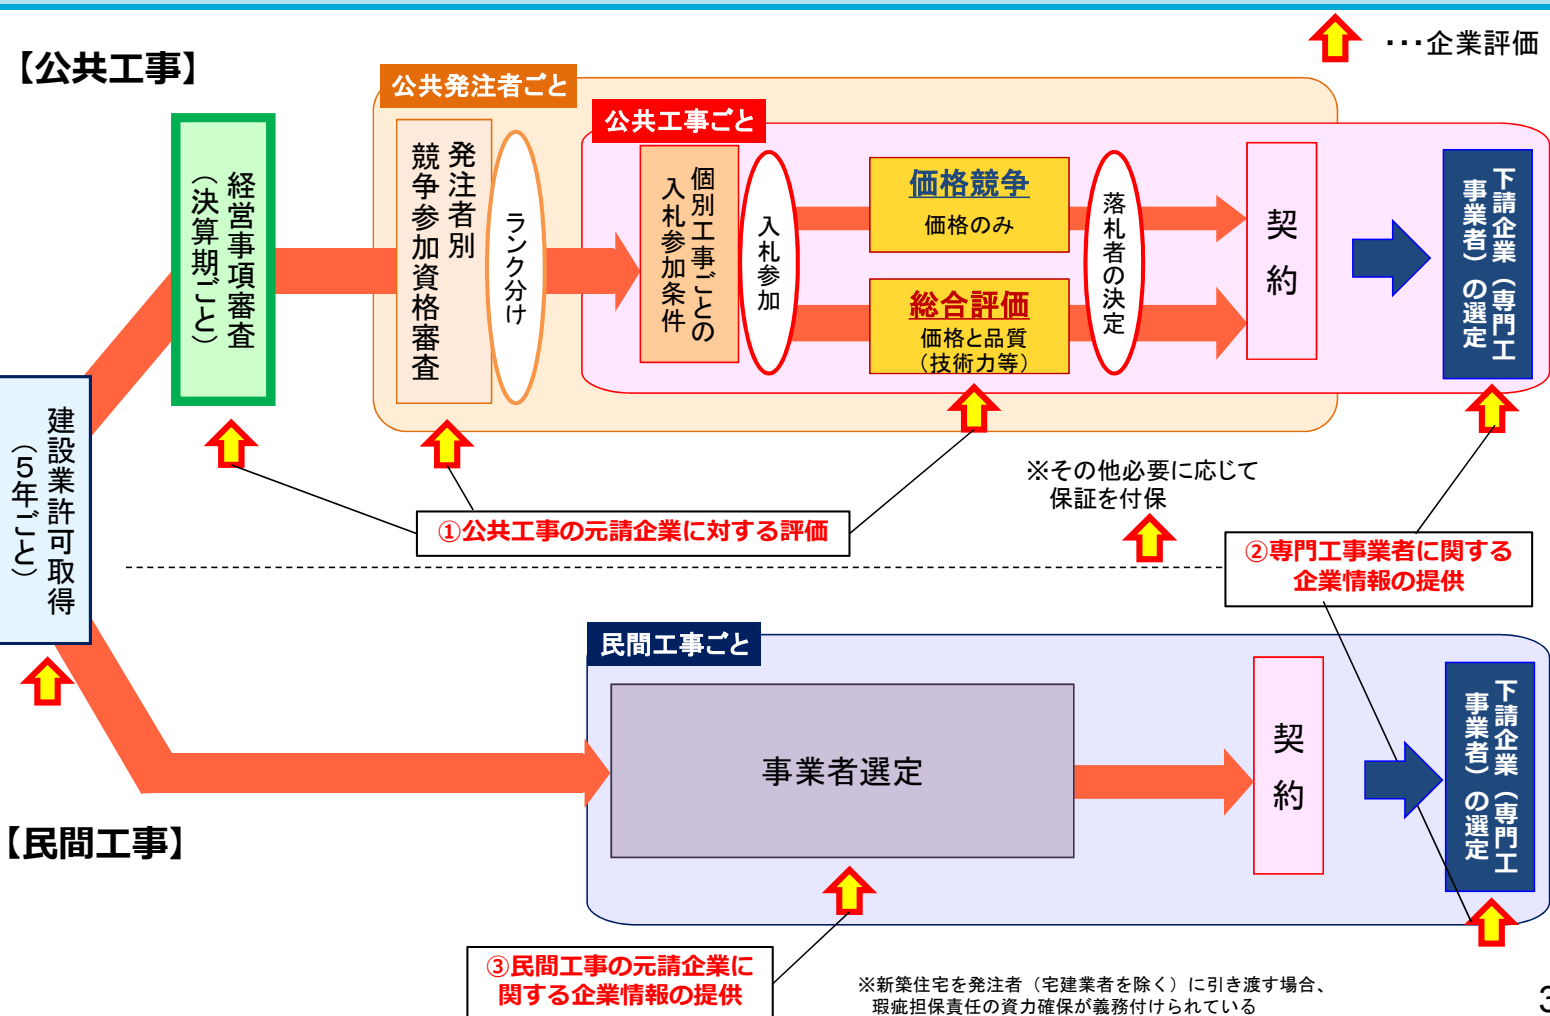 ・・・企業評価
【公共工事】
公共発注者ごと
公共工事ごと
建設業許可取得
（５年ごと）
経営事項審査
（決算期ごと）
発注者別
競争参加資格審査
ランク分け
個別工事ごとの
入札参加条件
入札参加
価格競争
価格のみ
総合評価
価格と品質
（技術力等）
落札者の決定
契約
下請企業（専門工
事業者）の選定
※その他必要に応じて
保証を付保
①公共工事の元請企業に対する評価
②専門工事業者に関する
企業情報の提供
民間工事ごと
事業者選定
契約
下請企業（専門工
事業者）の選定
【民間工事】
③民間工事の元請企業に
関する企業情報の提供
※新築住宅を発注者（宅建業者を除く）に引き渡す場合、
瑕疵担保責任の資力確保が義務付けられている
3